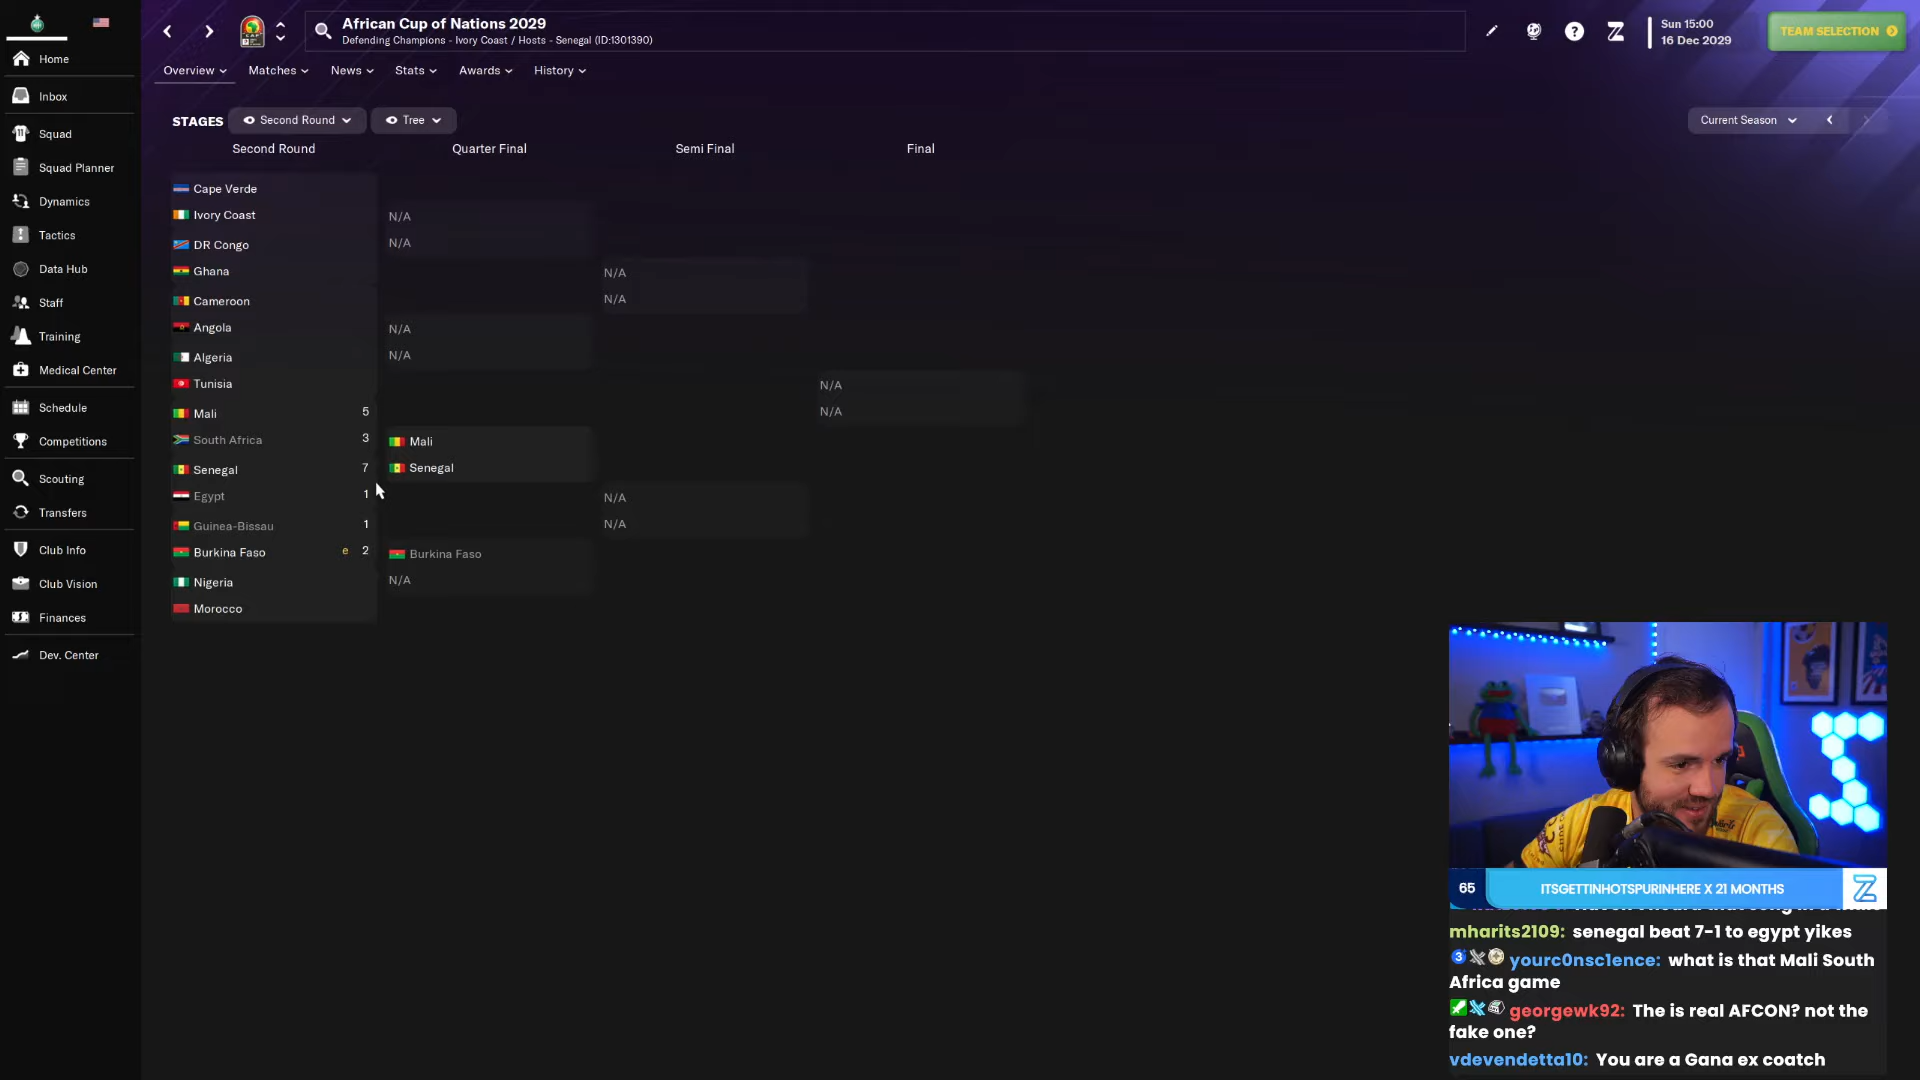 African Cup of Nations 2029
Defending Champions - Ivory Coast / Hosts - Senegal (ID:1301390)
Sun 15:00
16 Dec 2029
TEAM SELECTION
Home
Inbox
Squad
Squad Planner
Dynamics
Tactics
Data Hub
Staff
Training
Medical Center
Schedule
Competitions
Scouting
Transfers
Club Info
Club Vision
Finances
Dev. Center
Overview
Matches
News
Stats
Awards
History
STAGES
Second Round
Tree
Current Season
Second Round
Quarter Final
Semi Final
Final
Cape Verde
Ivory Coast
DR Congo
Ghana
Cameroon
Angola
Algeria
Tunisia
Mali 5
South Africa 3
Senegal 7
Egypt 1
Guinea-Bissau 1
Burkina Faso e 2
Nigeria
Morocco
N/A
N/A
N/A
N/A
Mali
Senegal
Burkina Faso
N/A
N/A
N/A
N/A
N/A
N/A
N/A
65
ITSGETTINHOTSPURINHERE X 21 MONTHS
Z
mharits2109: senegal beat 7-1 to egypt yikes
3 yourc0nsc1ence: what is that Mali South
Africa game
georgewk92: The is real AFCON? not the
fake one?
vdevendetta10: You are a Gana ex coatch